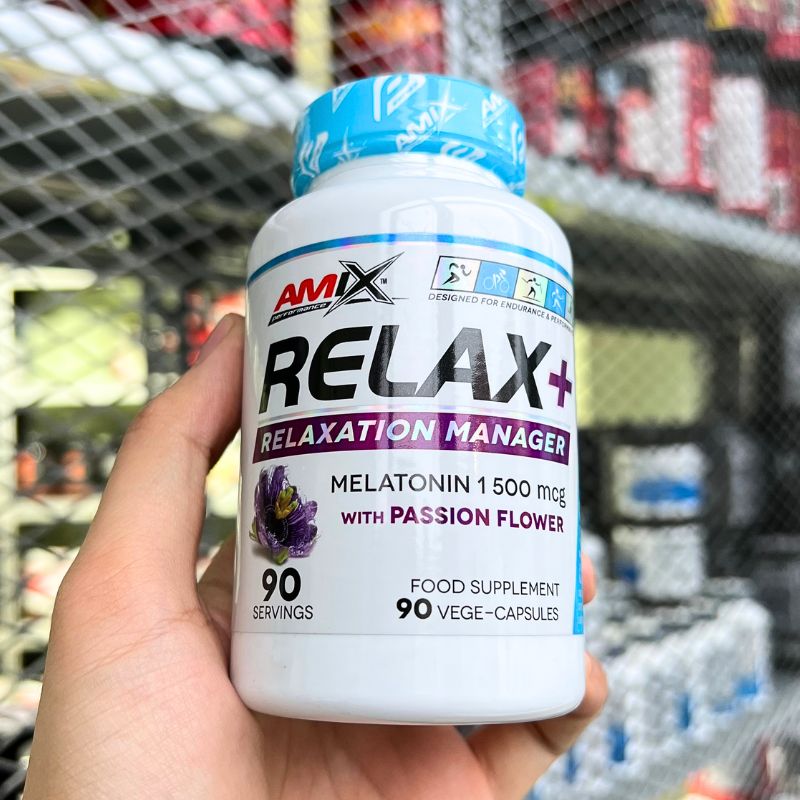 AMIX
AMIX™
performance
DESIGNED FOR ENDURANCE &
RELAX+
RELAXATION MANAGER
MELATONIN 1 500 mcg
WITH PASSION FLOWER
90
SERVINGS
FOOD SUPPLEMENT
90 VEGE-CAPSULES